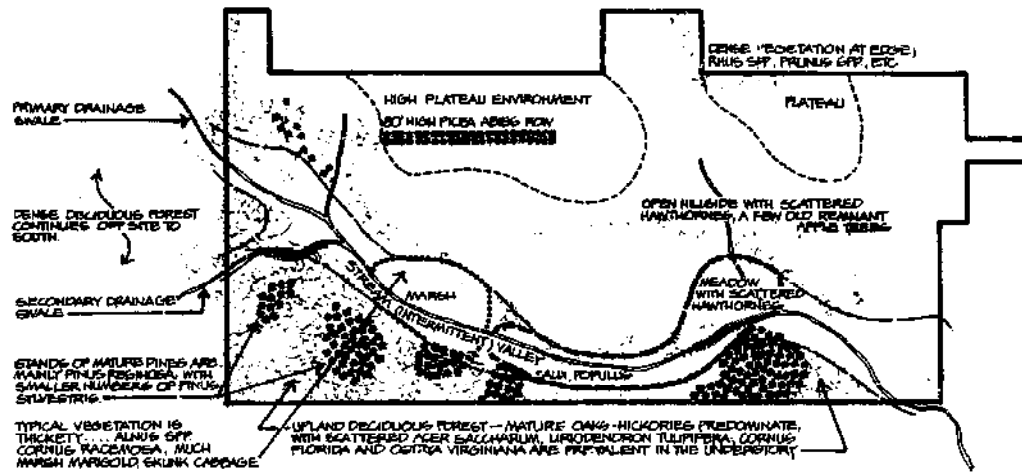 DENSE VEGETATION AT EDGE;
RHUS SPP., PRUNUS SPP., ETC
HIGH PLATEAU ENVIRONMENT
80' HIGH PICEA ABIES ROW
PLATEAU
PRIMARY DRAINAGE
SWALE
DENSE DECIDUOUS FOREST
CONTINUES OFF SITE TO
SOUTH.
OPEN HILLSIDE WITH SCATTERED
HAWTHORNES, A FEW OLD REMNANT
APPLE TREES
SECONDARY DRAINAGE
SWALE
MARSH
MEADOW
WITH SCATTERED
HAWTHORNES
STREAM (INTERMITTENT) VALLEY
SALIX, POPULUS
STANDS OF MATURE PINES ARE
MAINLY PINUS RESINOSA, WITH
SMALLER NUMBERS OF PINUS
SYLVESTRIS.
TYPICAL VEGETATION IS
THICKETY.... ALNUS SPP.
CORNUS RACEMOSA, MUCH
MARSH MARIGOLD, SKUNK CABBAGE
UPLAND DECIDUOUS FOREST — MATURE OAKS - HICKORIES PREDOMINATE,
WITH SCATTERED ACER SACCHARUM, LIRIODENDRON TULIPIFERA, CORNUS
FLORIDA AND OSTRYA VIRGINIANA ARE PREVALENT IN THE UNDERSTORY